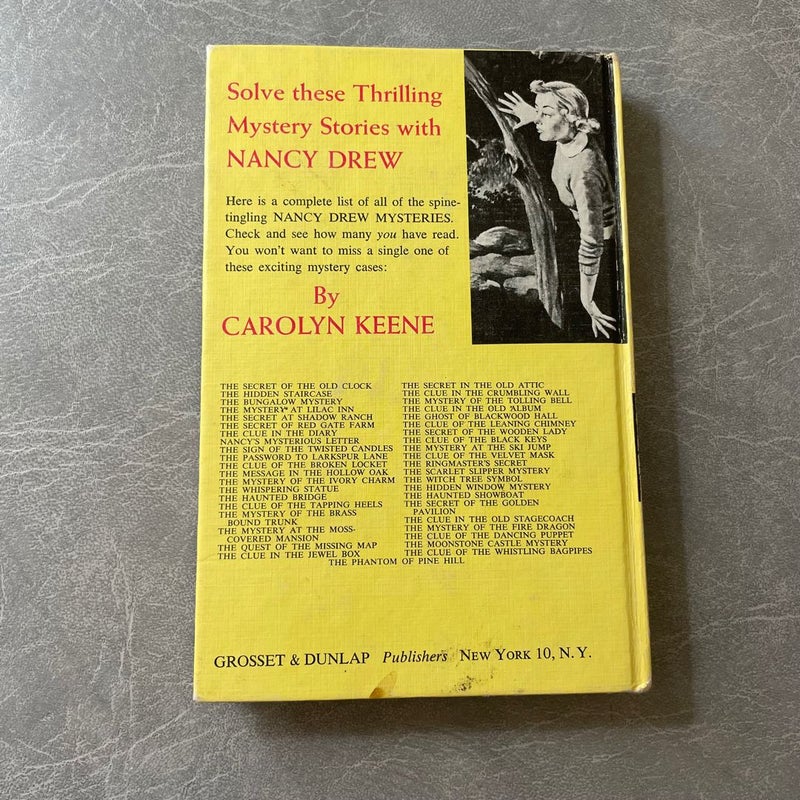 Solve these Thrilling
Mystery Stories with
NANCY DREW
Here is a complete list of all of the spine-
tingling NANCY DREW MYSTERIES.
Check and see how many you have read.
You won't want to miss a single one of
these exciting mystery cases:
By
CAROLYN KEENE
THE SECRET OF THE OLD CLOCK
THE HIDDEN STAIRCASE
THE BUNGALOW MYSTERY
THE MYSTERY AT LILAC INN
THE SECRET AT SHADOW RANCH
THE SECRET OF RED GATE FARM
THE CLUE IN THE DIARY
NANCY'S MYSTERIOUS LETTER
THE SIGN OF THE TWISTED CANDLES
THE PASSWORD TO LARKSPUR LANE
THE CLUE OF THE BROKEN LOCKET
THE MESSAGE IN THE HOLLOW OAK
THE MYSTERY OF THE IVORY CHARM
THE WHISPERING STATUE
THE HAUNTED BRIDGE
THE CLUE OF THE TAPPING HEELS
THE MYSTERY OF THE BRASS
BOUND TRUNK
THE MYSTERY AT THE MOSS-
COVERED MANSION
THE QUEST OF THE MISSING MAP
THE CLUE IN THE JEWEL BOX
THE SECRET IN THE OLD ATTIC
THE CLUE IN THE CRUMBLING WALL
THE MYSTERY OF THE TOLLING BELL
THE CLUE IN THE OLD ALBUM
THE GHOST OF BLACKWOOD HALL
THE CLUE OF THE LEANING CHIMNEY
THE SECRET OF THE WOODEN LADY
THE CLUE OF THE BLACK KEYS
THE MYSTERY AT THE SKI JUMP
THE CLUE OF THE VELVET MASK
THE RINGMASTER'S SECRET
THE SCARLET SLIPPER MYSTERY
THE WITCH TREE SYMBOL
THE HIDDEN WINDOW MYSTERY
THE HAUNTED SHOWBOAT
THE SECRET OF THE GOLDEN
PAVILION
THE CLUE IN THE OLD STAGECOACH
THE MYSTERY OF THE FIRE DRAGON
THE CLUE OF THE DANCING PUPPET
THE MOONSTONE CASTLE MYSTERY
THE CLUE OF THE WHISTLING BAGPIPES
THE PHANTOM OF PINE HILL
GROSSET & DUNLAP Publishers NEW YORK 10, N. Y.